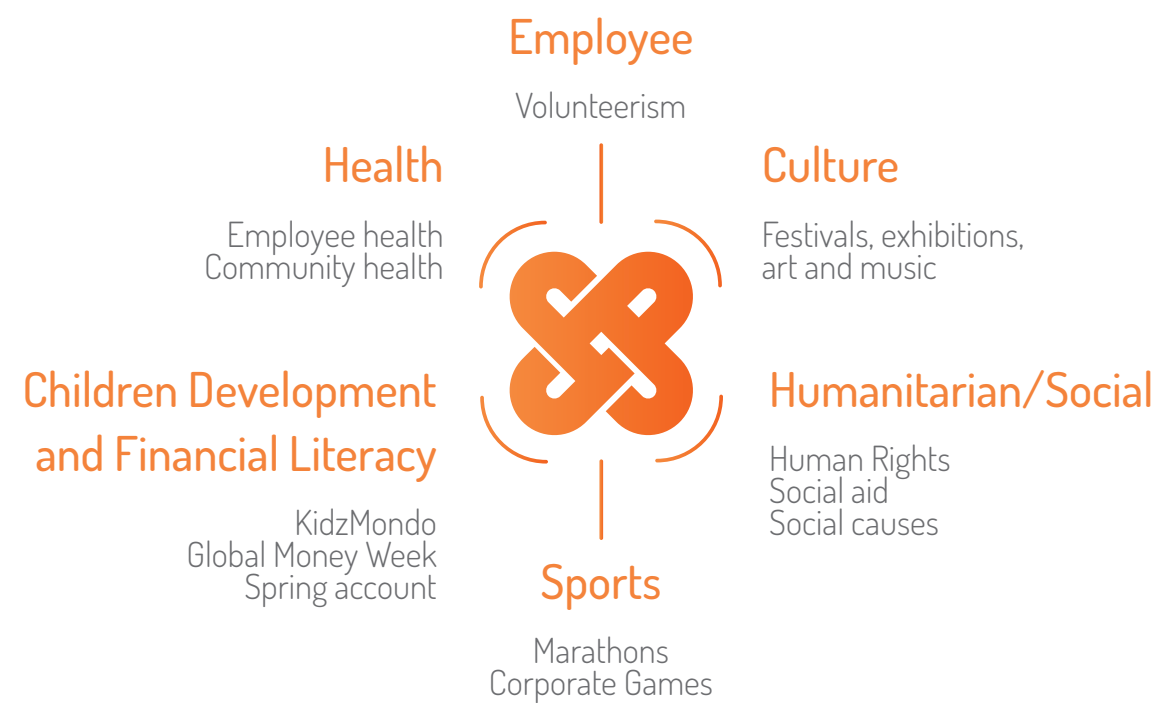 Employee
Volunteerism
Health
Employee health
Community health
Culture
Festivals, exhibitions,
art and music
Children Development
and Financial Literacy
KidzMondo
Global Money Week
Spring account
Humanitarian/Social
Human Rights
Social aid
Social causes
Sports
Marathons
Corporate Games